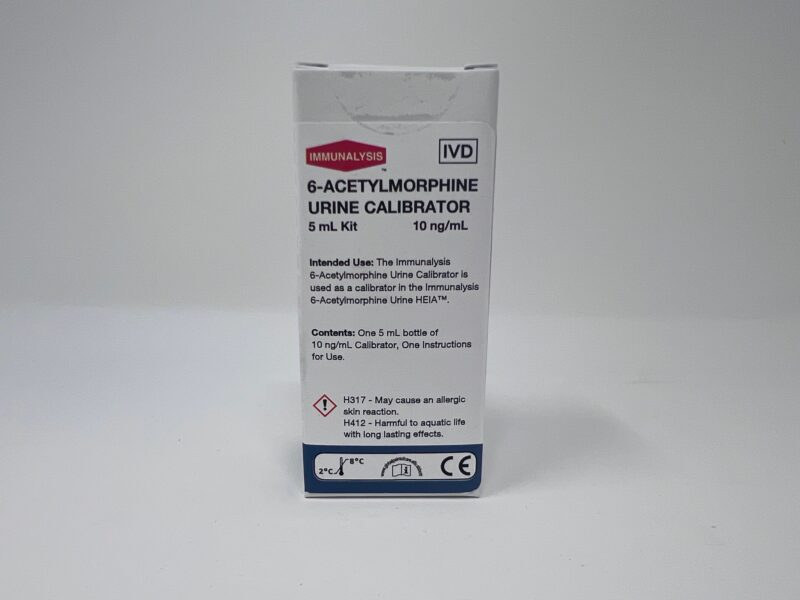 IMMUNALYSIS
™
IVD
6-ACETYLMORPHINE
URINE CALIBRATOR
5 mL Kit 10 ng/mL
Intended Use: The Immunalysis
6-Acetylmorphine Urine Calibrator is
used as a calibrator in the Immunalysis
6-Acetylmorphine Urine HEIA™.
Contents: One 5 mL bottle of
10 ng/mL Calibrator, One Instructions
for Use.
H317 - May cause an allergic
skin reaction.
H412 - Harmful to aquatic life
with long lasting effects.
2°C 8°C
CE